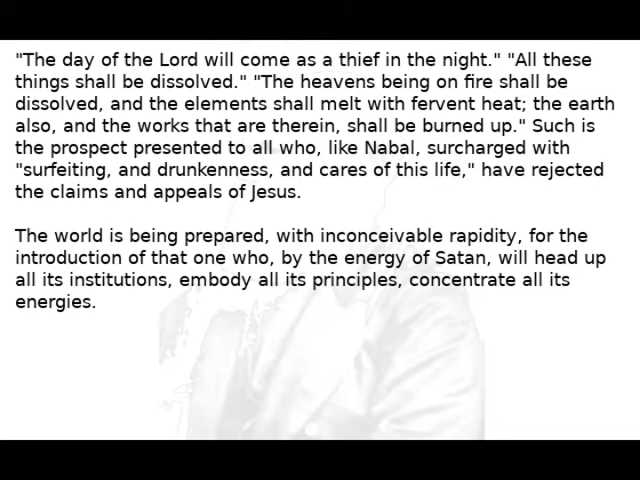 "The day of the Lord will come as a thief in the night." "All these
things shall be dissolved." "The heavens being on fire shall be
dissolved, and the elements shall melt with fervent heat; the earth
also, and the works that are therein, shall be burned up." Such is
the prospect presented to all who, like Nabal, surcharged with
"surfeiting, and drunkenness, and cares of this life," have rejected
the claims and appeals of Jesus.

The world is being prepared, with inconceivable rapidity, for the
introduction of that one who, by the energy of Satan, will head up
all its institutions, embody all its principles, concentrate all its
energies.